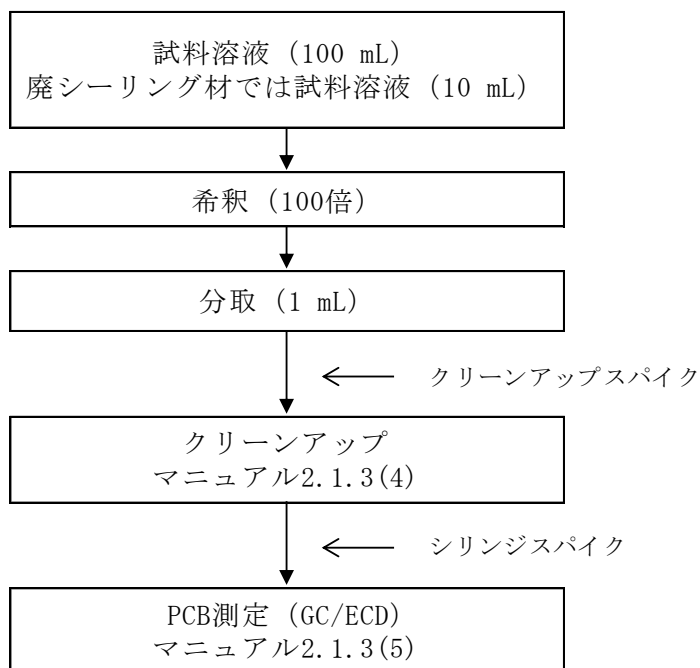 試料溶液 (100 mL)
廃シーリング材では試料溶液 (10 mL)
希釈 (100倍)
分取 (1 mL)
クリーンアップスパイク
クリーンアップ
マニュアル2.1.3(4)
シリンジスパイク
PCB測定 (GC/ECD)
マニュアル2.1.3(5)